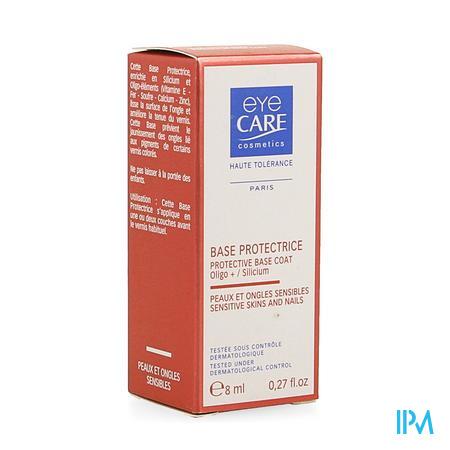 Cette Base Protectrice,
enrichie en Silicium et
Oligo-éléments (Vitamine E -
Fer - Soufre - Calcium - Zinc),
lisse la surface de l'ongle et
améliore la tenue du vernis.
Cette Base prévient le
jaunissement des ongles lié
aux pigments de certains
vernis colorés.
Ne pas laisser à la portée des
enfants.
Utilisation : Cette Base
Protectrice s'applique en
une ou deux couches avant
le vernis habituel.
PEAUX ET ONGLES
SENSIBLES
eye
CARE
cosmetics
HAUTE TOLÉRANCE
PARIS
BASE PROTECTRICE
PROTECTIVE BASE COAT
Oligo + / Silicium
PEAUX ET ONGLES SENSIBLES
SENSITIVE SKINS AND NAILS
TESTÉE SOUS CONTRÔLE
DERMATOLOGIQUE
TESTED UNDER
DERMATOLOGICAL CONTROL
e 8 ml 0,27 fl.oz
IPM